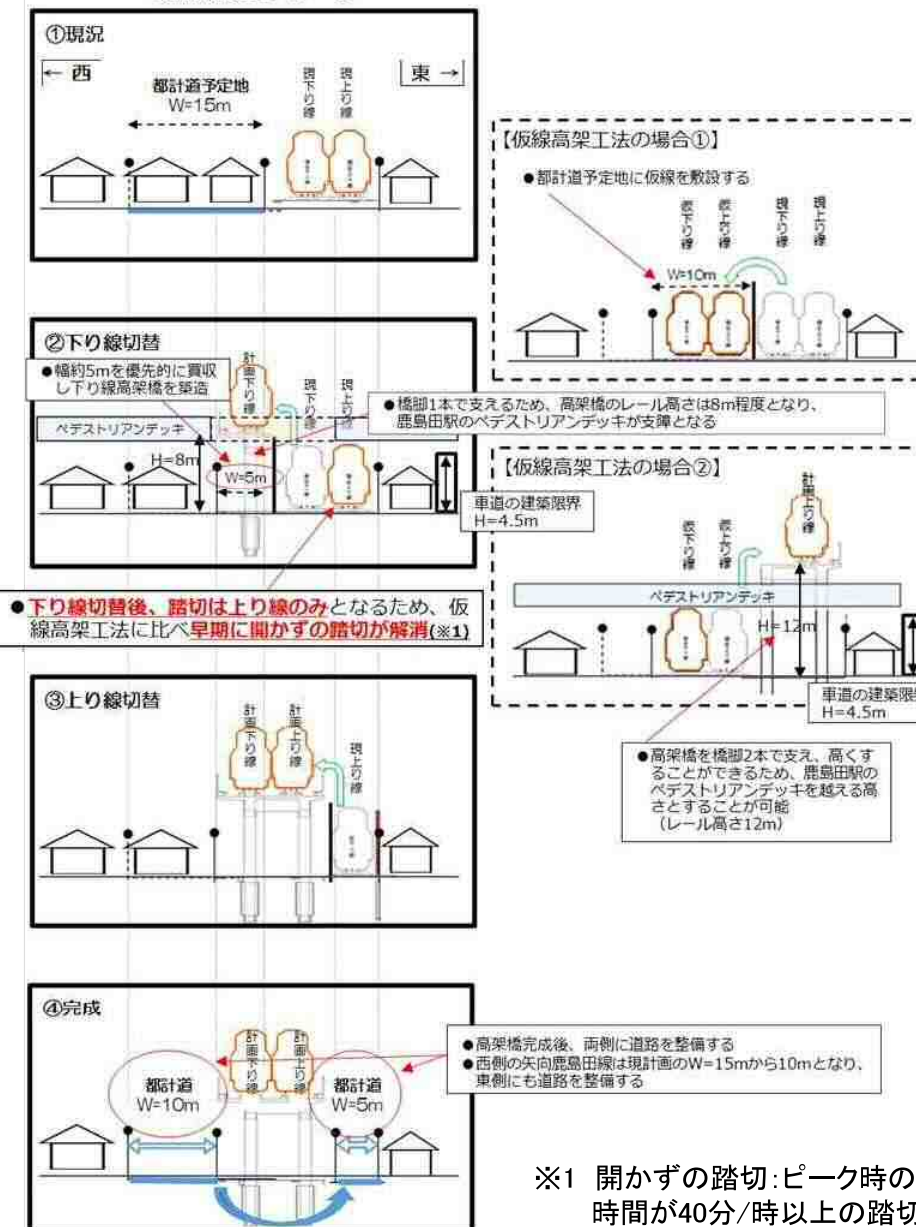 ①現況
← 西
都計道予定地
W=15m
現下り線
現上り線
東 →
【仮線高架工法の場合①】
●都計道予定地に仮線を敷設する
仮下り線
仮上り線
現下り線
現上り線
W=10m
②下り線切替
●幅約5mを優先的に買収
し下り線高架橋を築造
計画下り線
現下り線
現上り線
●橋脚1本で支えるため、高架橋のレール高さは8m程度となり、
鹿島田駅のペデストリアンデッキが支障となる
ペデストリアンデッキ
H=8m
W=5m
車道の建築限界
H=4.5m
●下り線切替後、踏切は上り線のみとなるため、仮
線高架工法に比べ早期に開かずの踏切が解消(※1)
【仮線高架工法の場合②】
仮下り線
仮上り線
計画上り線
ペデストリアンデッキ
H=12m
車道の建築限
H=4.5m
●高架橋を橋脚2本で支え、高くす
ることができるため、鹿島田駅の
ペデストリアンデッキを越える高
さとすることが可能
(レール高さ12m)
③上り線切替
計画下り線
計画上り線
現上り線
④完成
計画下り線
計画上り線
都計道
W=10m
都計道
W=5m
●高架橋完成後、両側に道路を整備する
●西側の矢向鹿島田線は現計画のW=15mから10mとなり、
東側にも道路を整備する
※1 開かずの踏切:ピーク時の
時間が40分/時以上の踏切